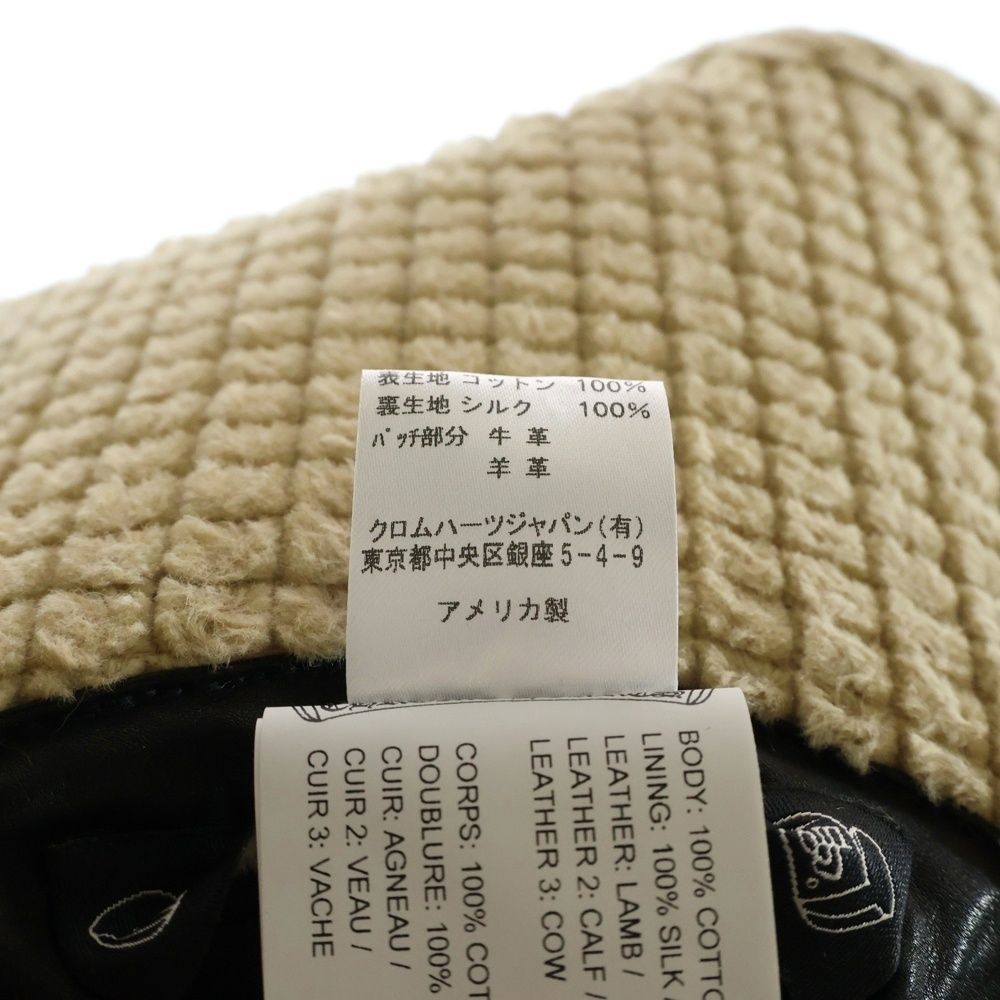 表生地 コットン 100%
裏生地 シルク 100%
パッチ部分 牛 革
羊 革
クロムハーツジャパン(有)
東京都中央区銀座5-4-9
アメリカ製
BODY: 100% COTTO
LINING: 100% SILK /
LEATHER: LAMB /
LEATHER 2: CALF /
LEATHER 3: COW
CORPS: 100% COT
DOUBLURE: 100%
CUIR: AGNEAU /
CUIR 2: VEAU /
CUIR 3: VACHE